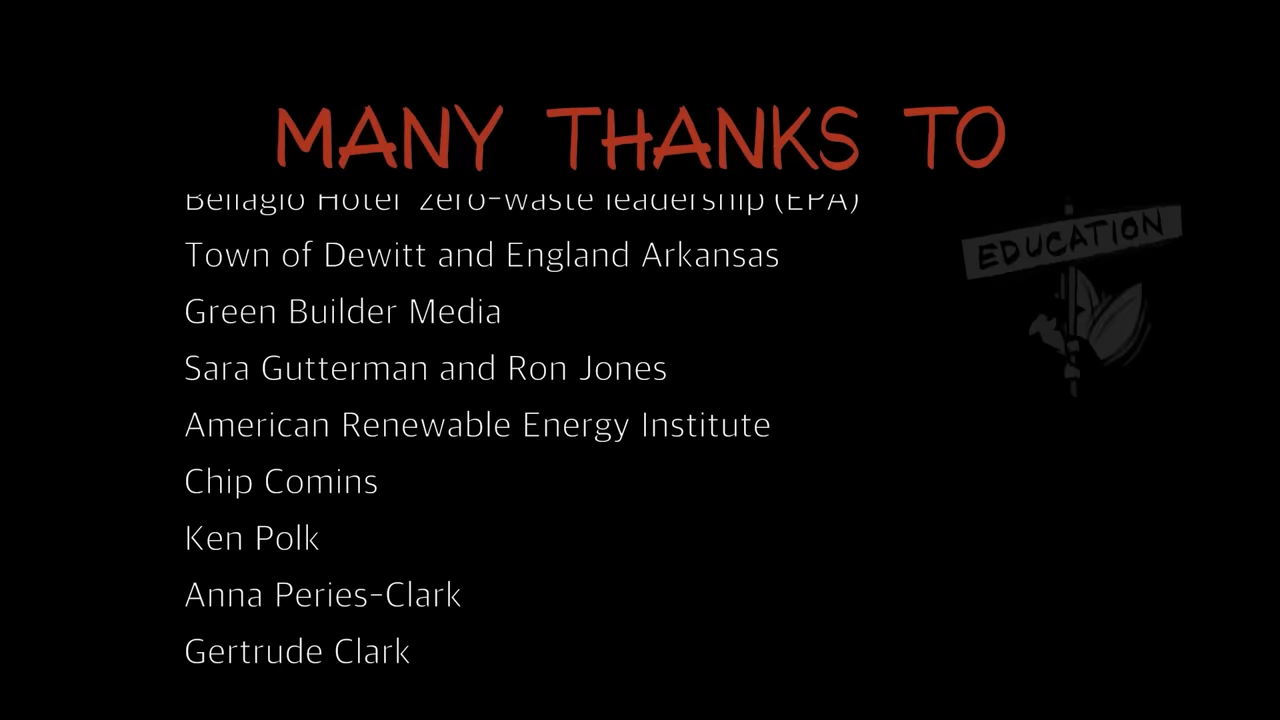 MANY THANKS TO
Bellagio Hotel zero-waste leadership (EPA)
Town of Dewitt and England Arkansas
EDUCATION
Green Builder Media
Sara Gutterman and Ron Jones
American Renewable Energy Institute
Chip Comins
Ken Polk
Anna Peries-Clark
Gertrude Clark